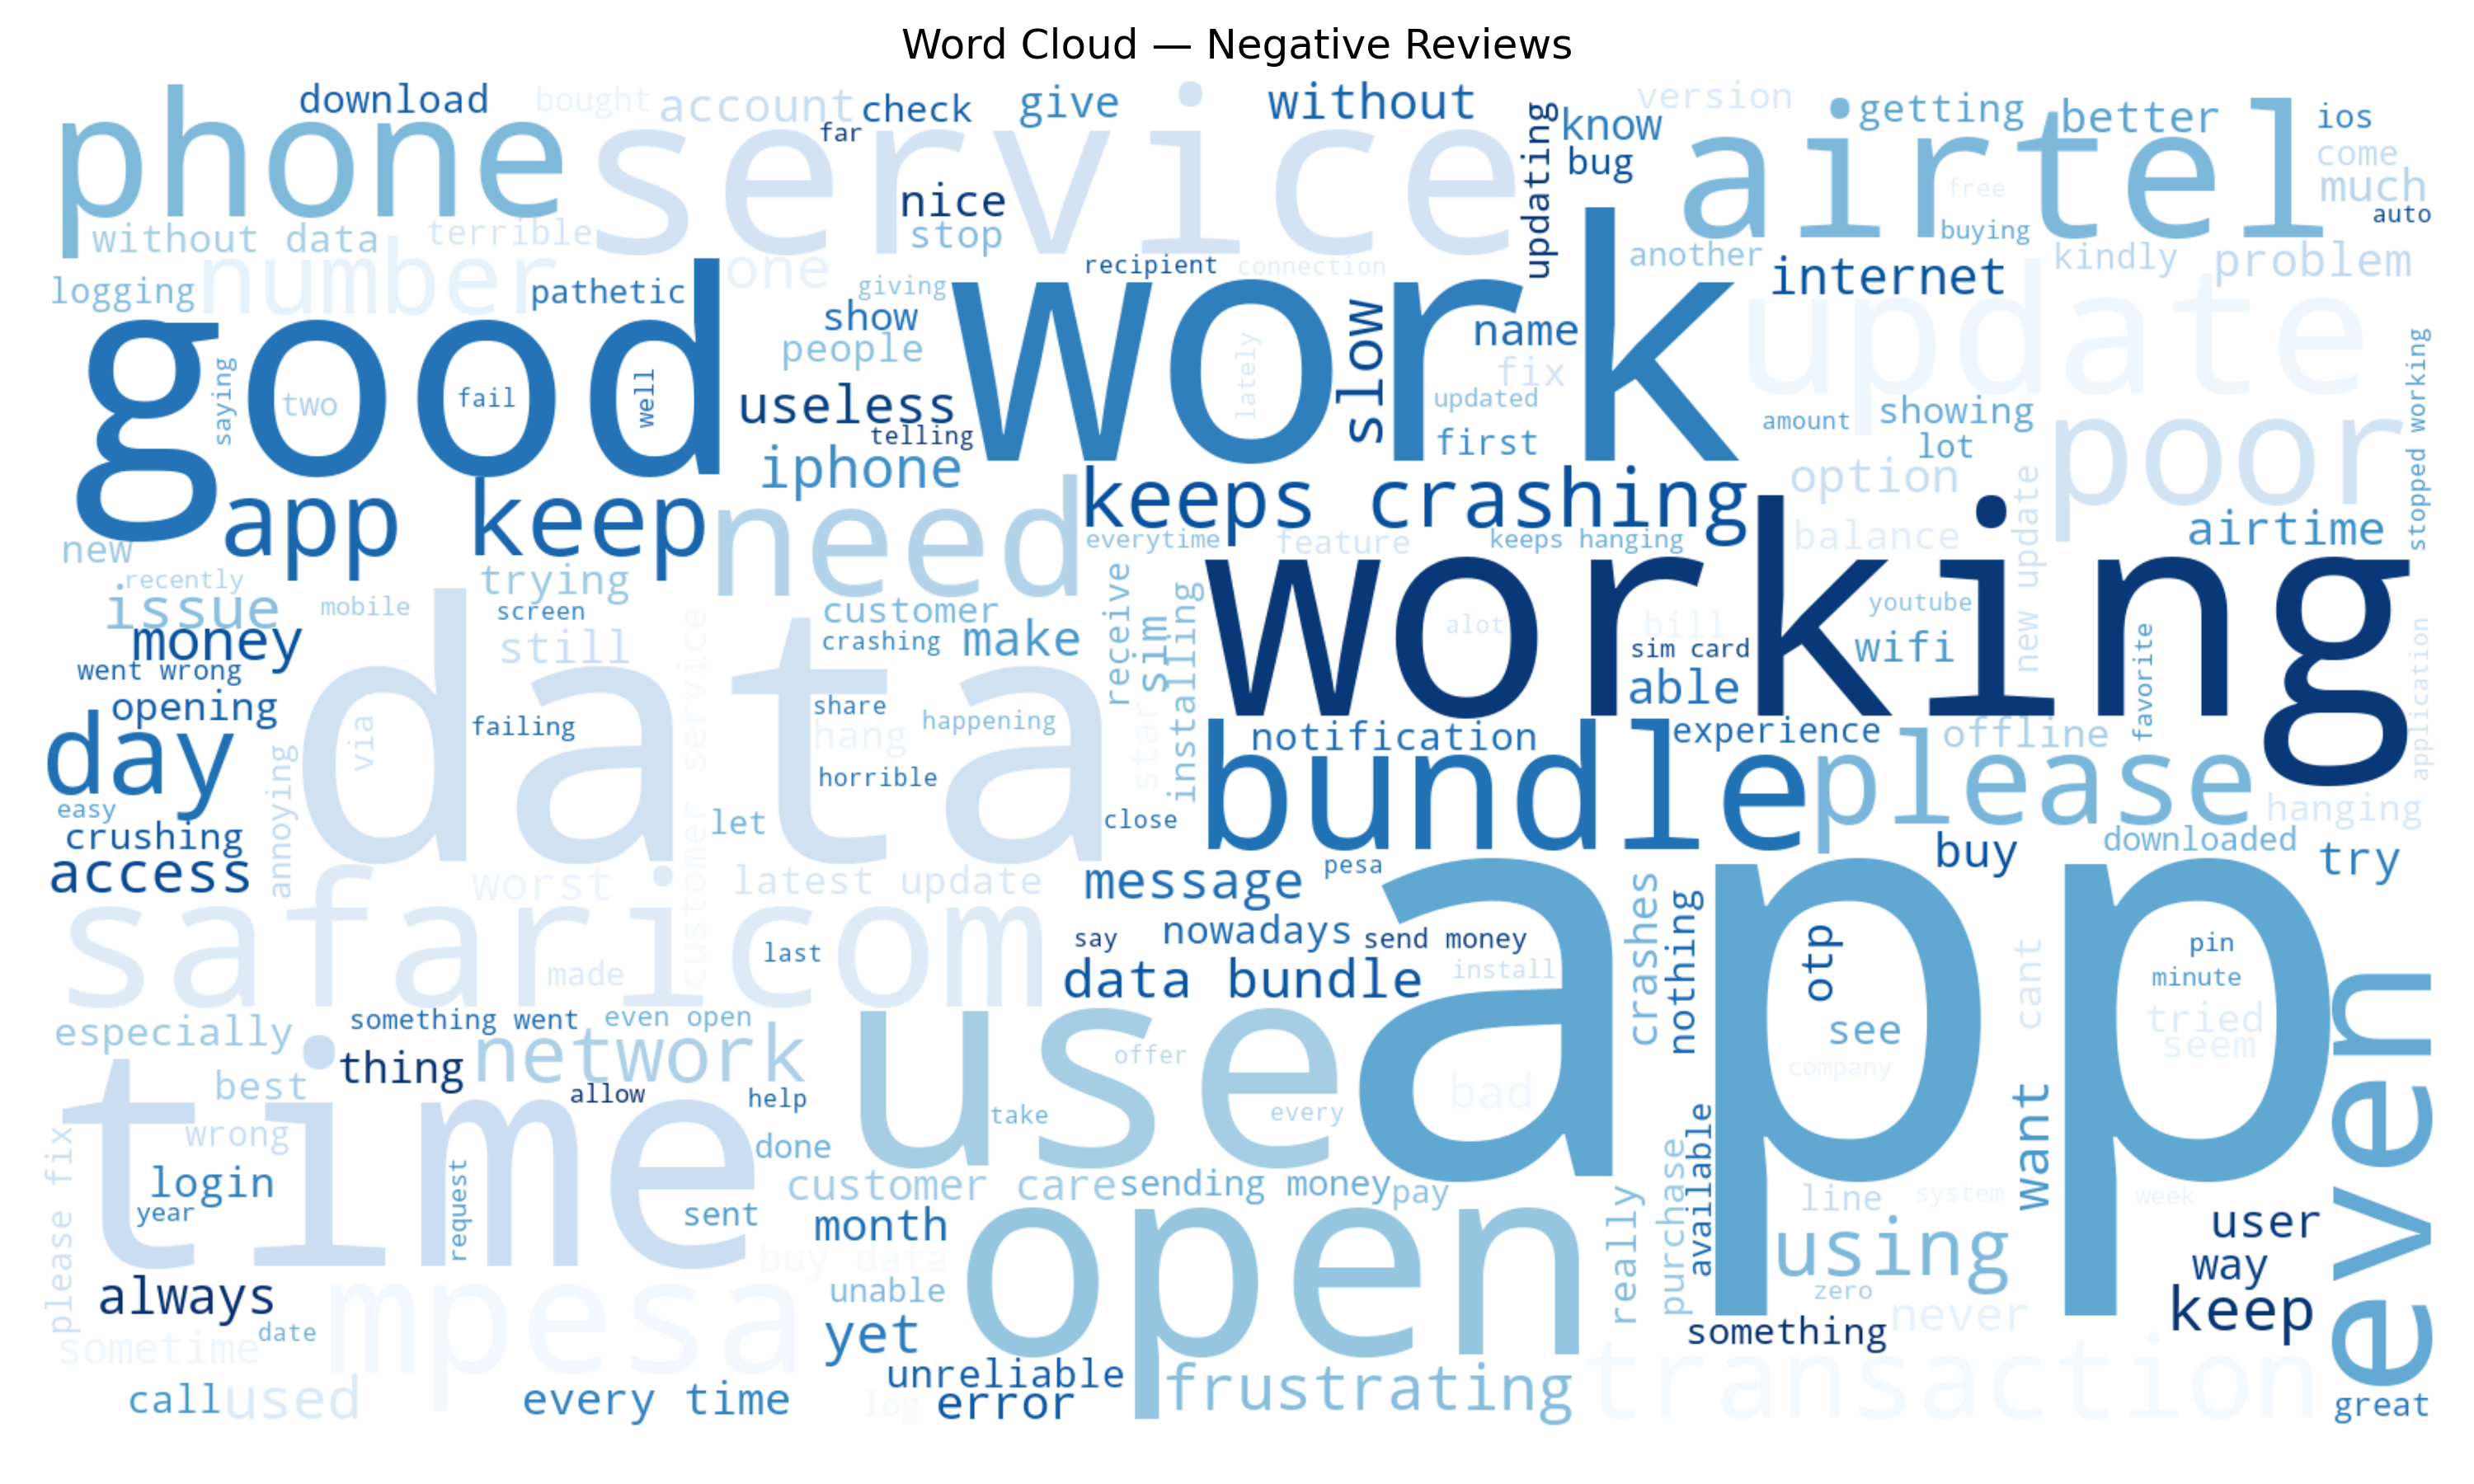 Word Cloud — Negative Reviews
download
bought
account
check
give
without
version
getting
better
ios
phone
service
far
know
airtel
come
bug
updating
free
much
nice
auto
without data
terrible
stop
buying
number
one
recipient
connection
another
internet
kindly
problem
logging
pathetic
giving
good
show
work
slow
name
update
people
lately
fix
saying
two
fail
well
useless
updated
amount
showing
stopped working
telling
first
lot
poor
iphone
app keep
need
keeps crashing
option
new update
airtime
new
everytime
feature
keeps hanging
balance
recently
trying
receive
working
issue
mobile
screen
customer
installing
youtube
money
still
crashing
make
sim
alot
bill
wifi
went wrong
data
customer service
sim card
favorite
application
opening
share
able
day
via
failing
hang
happening
start
notification
experience
offline
annoying
horrible
bundle
please
easy
let
close
hanging
crushing
buy
downloaded
access
worst
latest update
message
pesa
try
safaricom
crashes
nothing
last
say
nowadays
send money
otp
cant
pin
made
data bundle
install
minute
app
even
especially
something went
even open
use
see
tried
seem
thing
network
offer
company
best
allow
help
bad
time
take
every
available
want
please fix
wrong
done
purchase
login
request
customer care
sending money
pay
really
line
system
week
year
sent
month
open
user
using
buy data
way
always
mpesa
unable
zero
keep
date
yet
never
sometime
something
unreliable
frustrating
transaction
call
used
every time
log
error
great